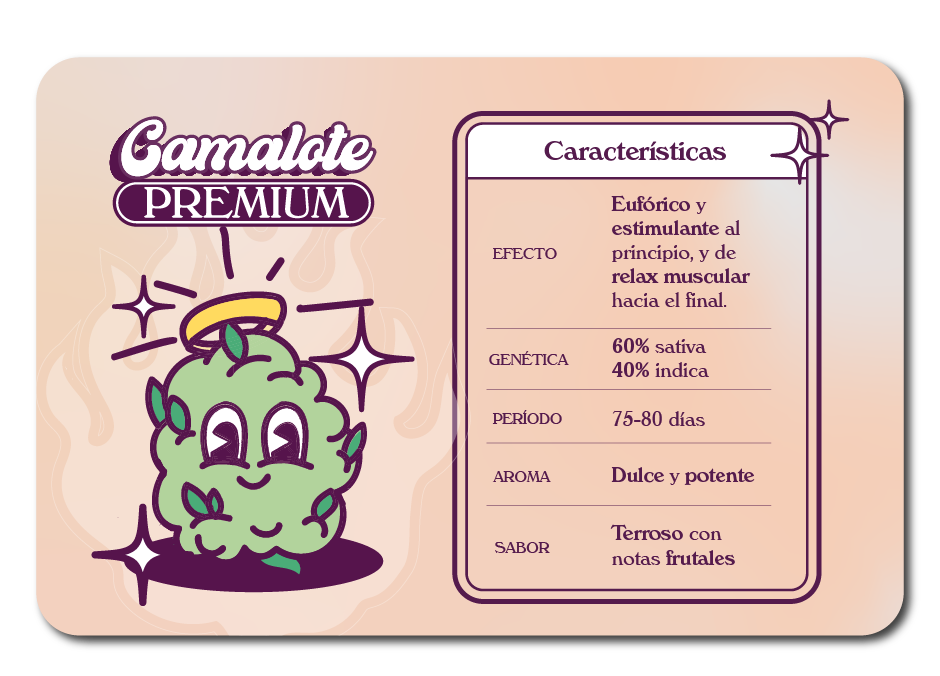 Camalote
PREMIUM
Características
EFECTO
Eufórico y
estimulante al
principio, y de
relax muscular
hacia el final.
GENÉTICA
60% sativa
40% indica
PERÍODO
75-80 días
AROMA
Dulce y potente
SABOR
Terroso con
notas frutales